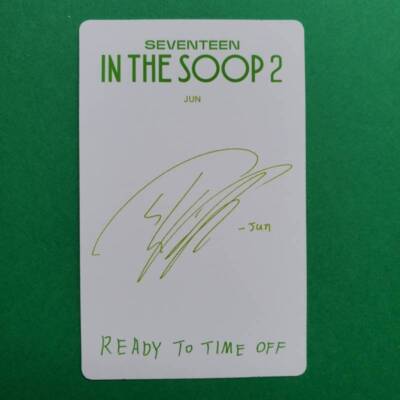 SEVENTEEN
IN THE SOOP 2
JUN
-Jun
READY TO TIME OFF